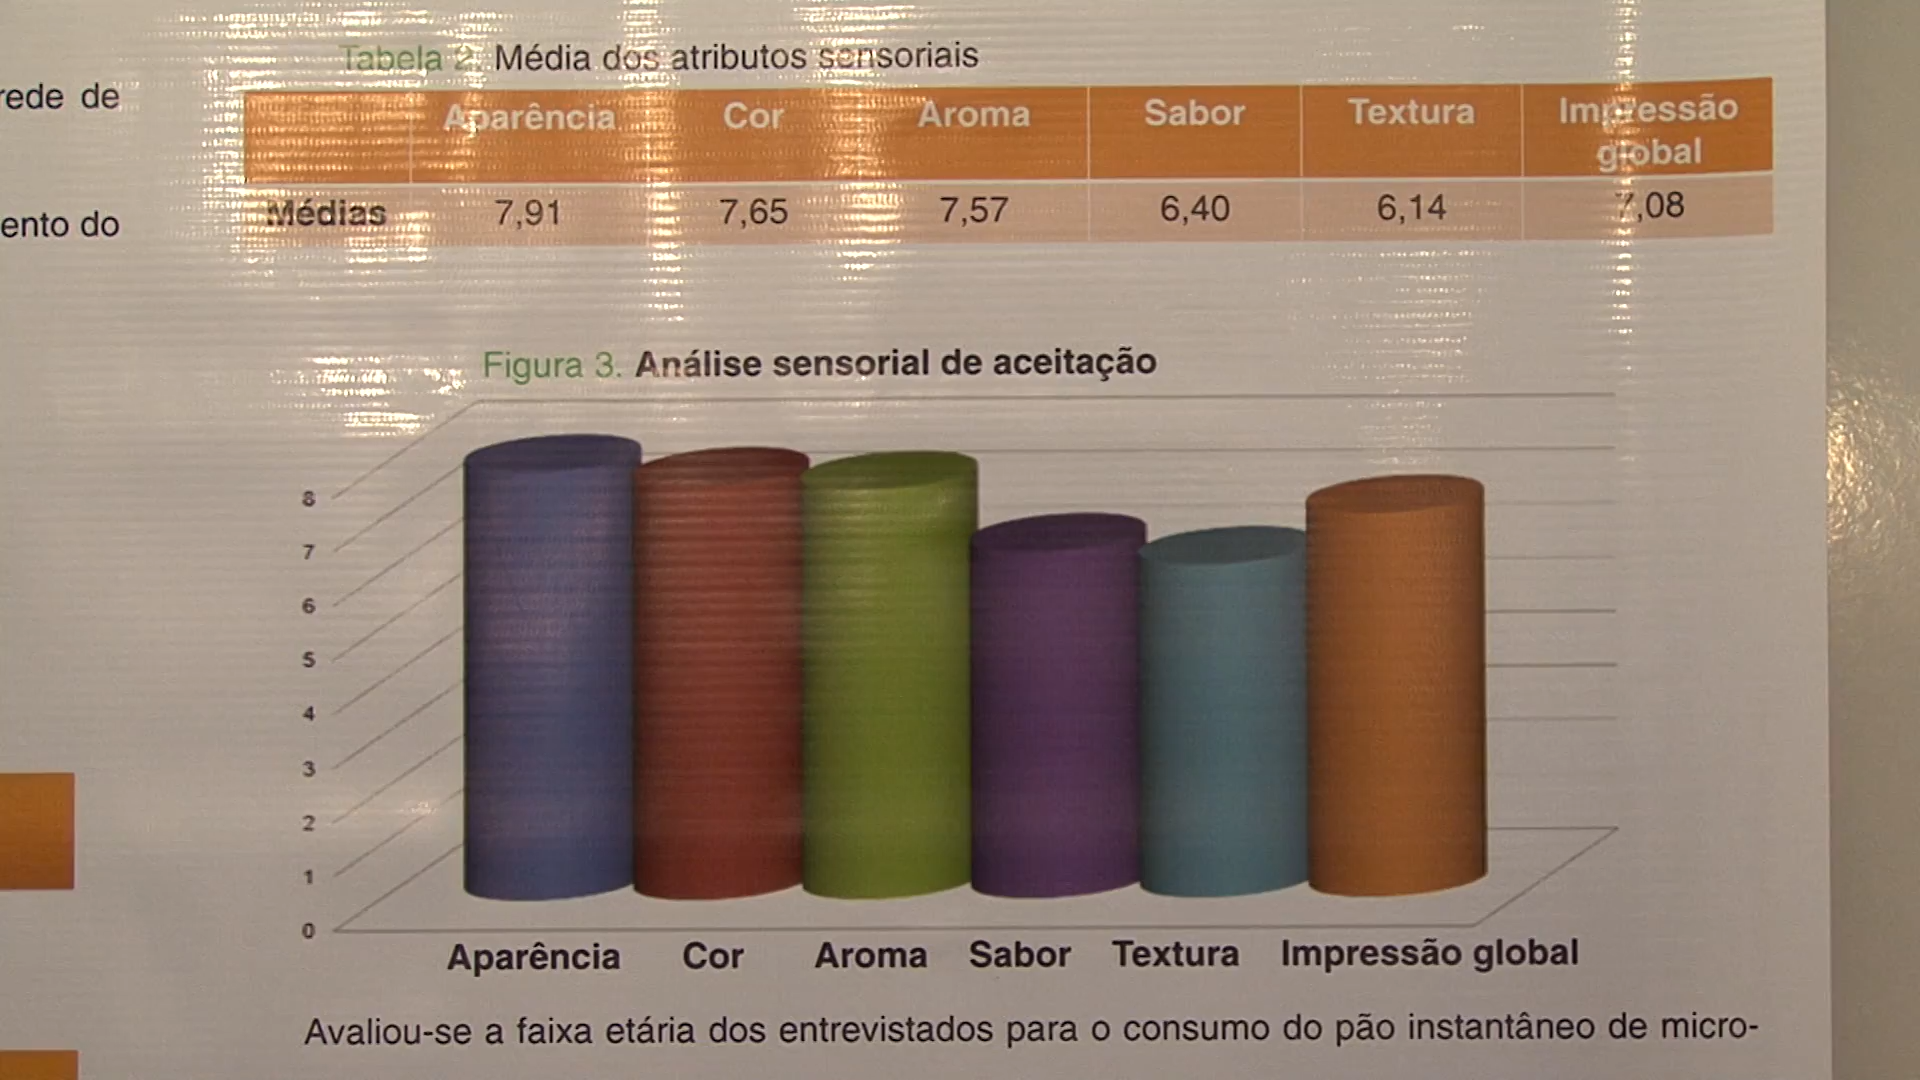 rede de
ento do
Tabela 2. Média dos atributos sensoriais
Aparência Cor Aroma Sabor Textura Impressão global
Médias 7,91 7,65 7,57 6,40 6,14 7,08
Figura 3. Análise sensorial de aceitação
8
7
6
5
4
3
2
1
0
Aparência Cor Aroma Sabor Textura Impressão global
Avaliou-se a faixa etária dos entrevistados para o consumo do pão instantâneo de micro-